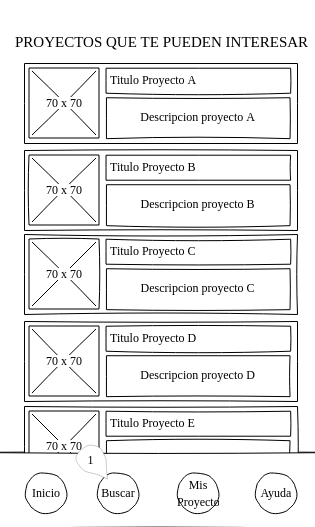 PROYECTOS QUE TE PUEDEN INTERESAR
Titulo Proyecto A
70 x 70
Descripcion proyecto A
Titulo Proyecto B
70 x 70
Descripcion proyecto B
Titulo Proyecto C
70 x 70
Descripcion proyecto C
Titulo Proyecto D
70 x 70
Descripcion proyecto D
Titulo Proyecto E
70 x 70
1
Inicio
Buscar
Mis
Proyecto
Ayuda